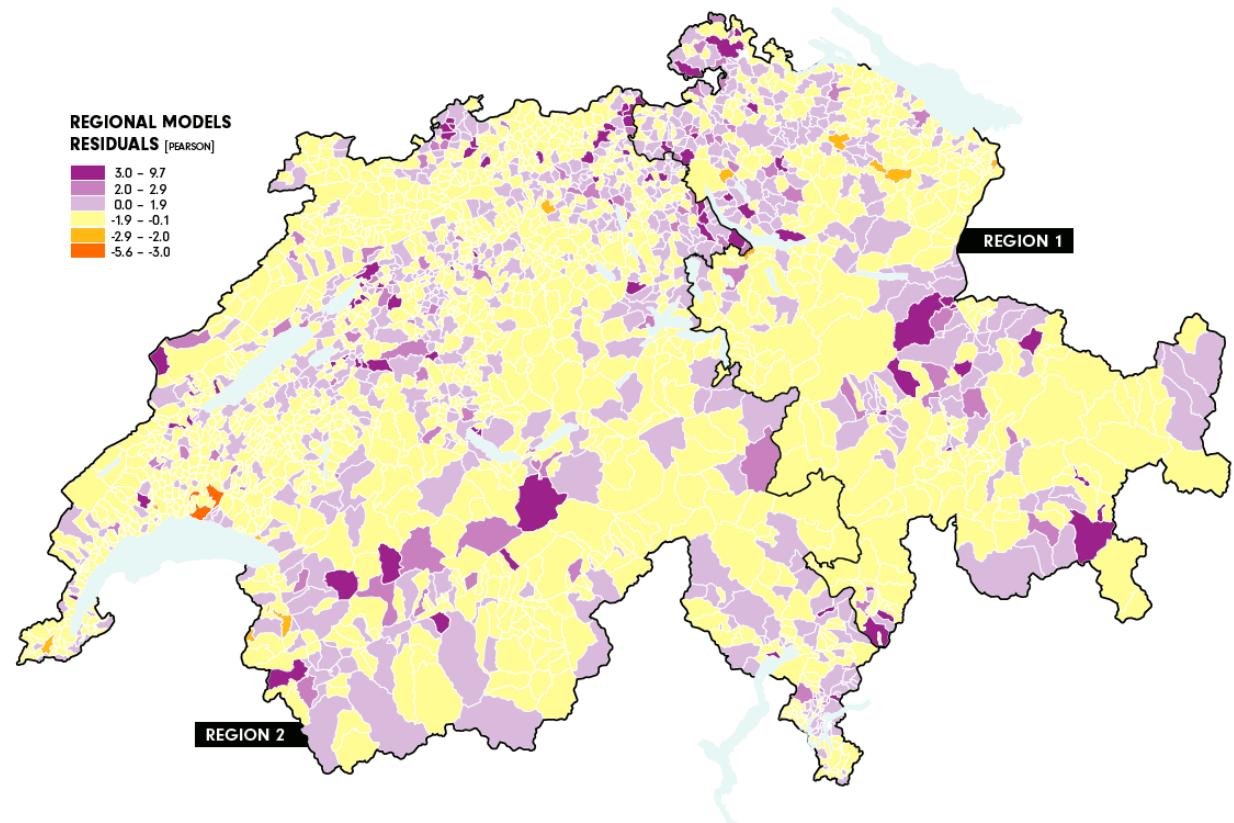 REGIONAL MODELS
RESIDUALS [PEARSON]
3.0 – 9.7
2.0 – 2.9
0.0 – 1.9
-1.9 – -0.1
-2.9 – -2.0
-5.6 – -3.0
REGION 1
REGION 2